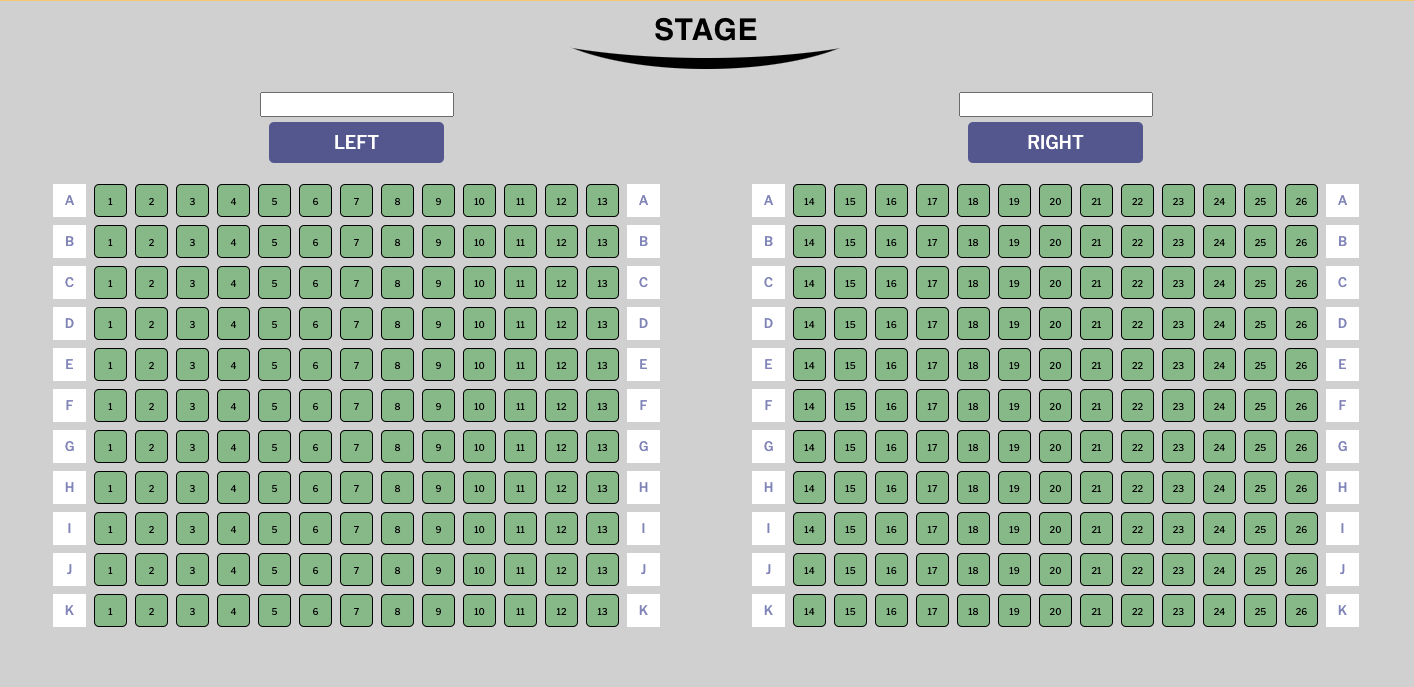 STAGE
LEFT RIGHT
A 1 2 3 4 5 6 7 8 9 10 11 12 13 A A 14 15 16 17 18 19 20 21 22 23 24 25 26 A
B 1 2 3 4 5 6 7 8 9 10 11 12 13 B B 14 15 16 17 18 19 20 21 22 23 24 25 26 B
C 1 2 3 4 5 6 7 8 9 10 11 12 13 C C 14 15 16 17 18 19 20 21 22 23 24 25 26 C
D 1 2 3 4 5 6 7 8 9 10 11 12 13 D D 14 15 16 17 18 19 20 21 22 23 24 25 26 D
E 1 2 3 4 5 6 7 8 9 10 11 12 13 E E 14 15 16 17 18 19 20 21 22 23 24 25 26 E
F 1 2 3 4 5 6 7 8 9 10 11 12 13 F F 14 15 16 17 18 19 20 21 22 23 24 25 26 F
G 1 2 3 4 5 6 7 8 9 10 11 12 13 G G 14 15 16 17 18 19 20 21 22 23 24 25 26 G
H 1 2 3 4 5 6 7 8 9 10 11 12 13 H H 14 15 16 17 18 19 20 21 22 23 24 25 26 H
I 1 2 3 4 5 6 7 8 9 10 11 12 13 I I 14 15 16 17 18 19 20 21 22 23 24 25 26 I
J 1 2 3 4 5 6 7 8 9 10 11 12 13 J J 14 15 16 17 18 19 20 21 22 23 24 25 26 J
K 1 2 3 4 5 6 7 8 9 10 11 12 13 K K 14 15 16 17 18 19 20 21 22 23 24 25 26 K